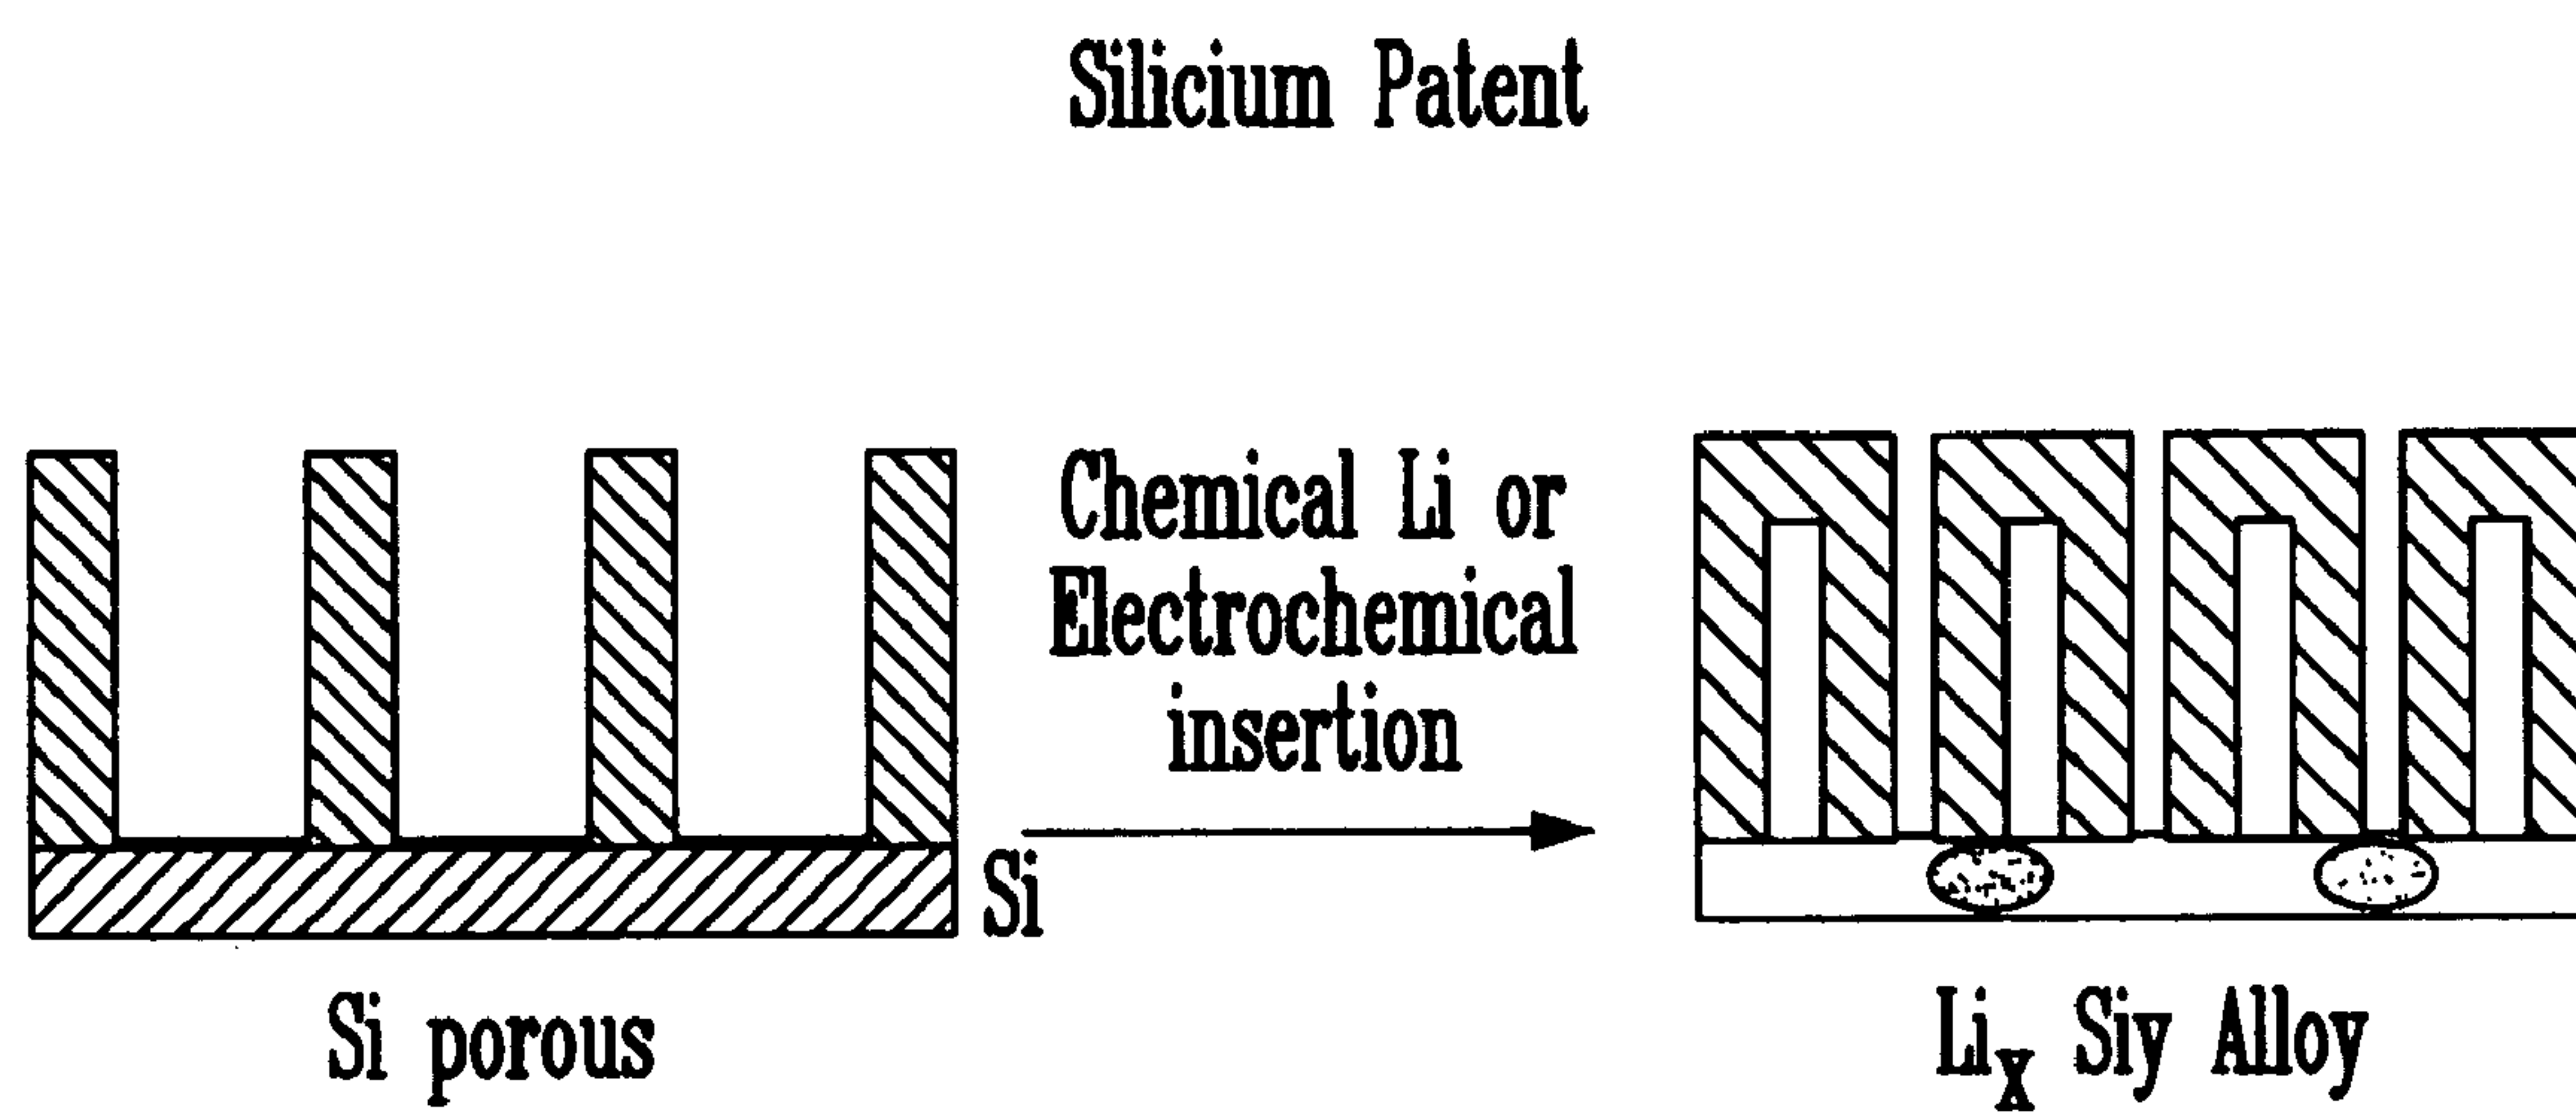 Silicium Patent
Chemical Li or
Electrochemical
insertion
Si
Si porous
Liₓ Siy Alloy